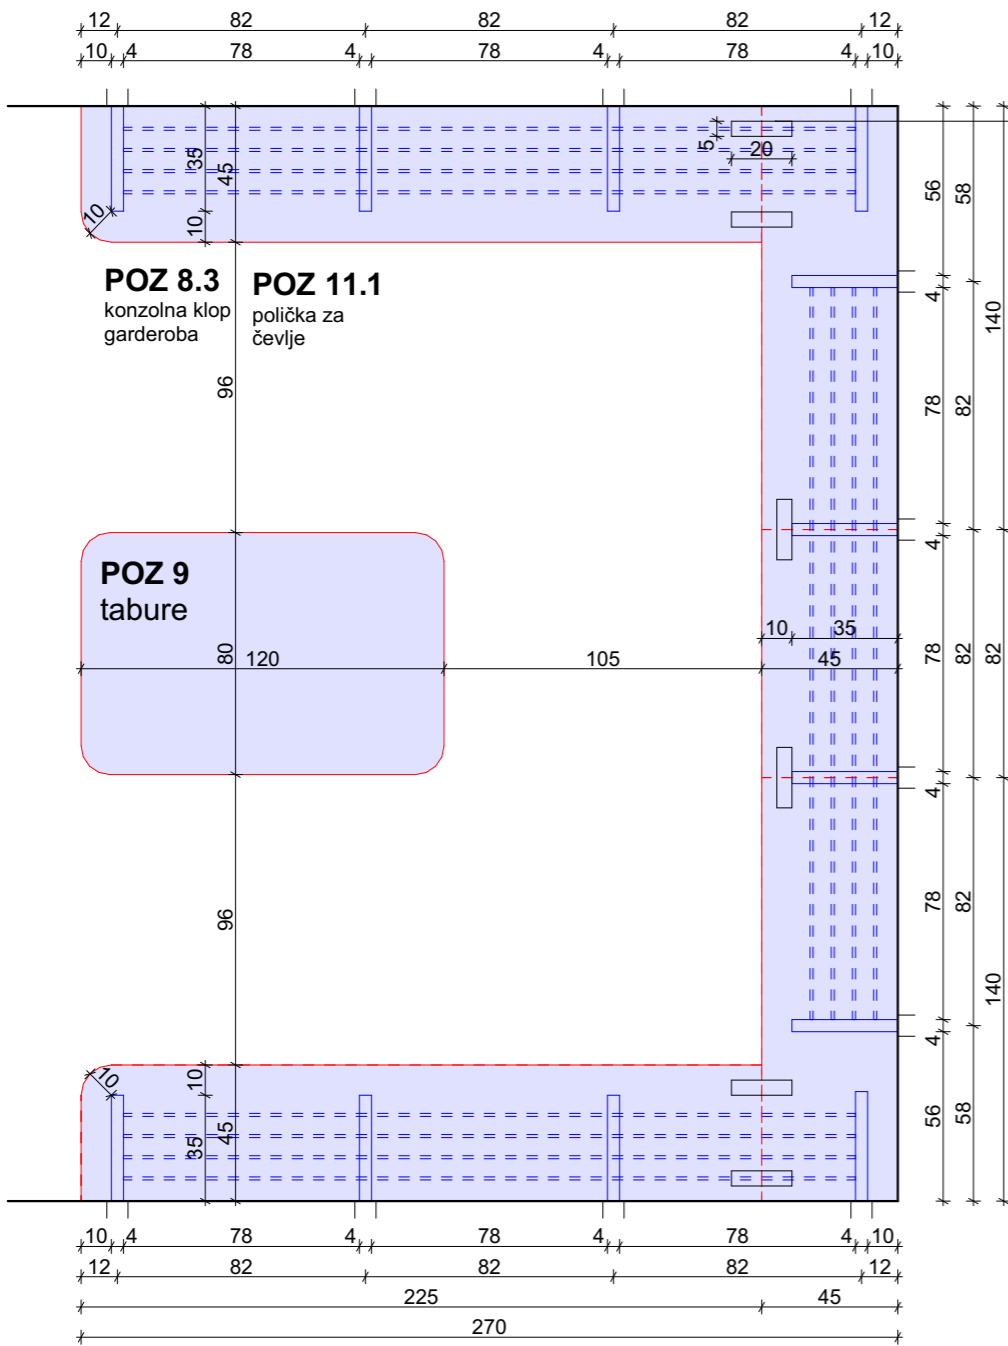 12 82 82 82 12
10 4 78 4 78 4 78 4 10
35 45 5 20
10 10
56 58
POZ 8.3
konzolna klop
garderoba
POZ 11.1
polička za
čevlje
4 140
96
78 82
4
POZ 9
tabure
10 35
80 120 105 45
78 82 82
4
96
78 82
140
4
10 10
35 45
56 58
10 4 78 4 78 4 78 4 10
12 82 82 82 12
225 45
270